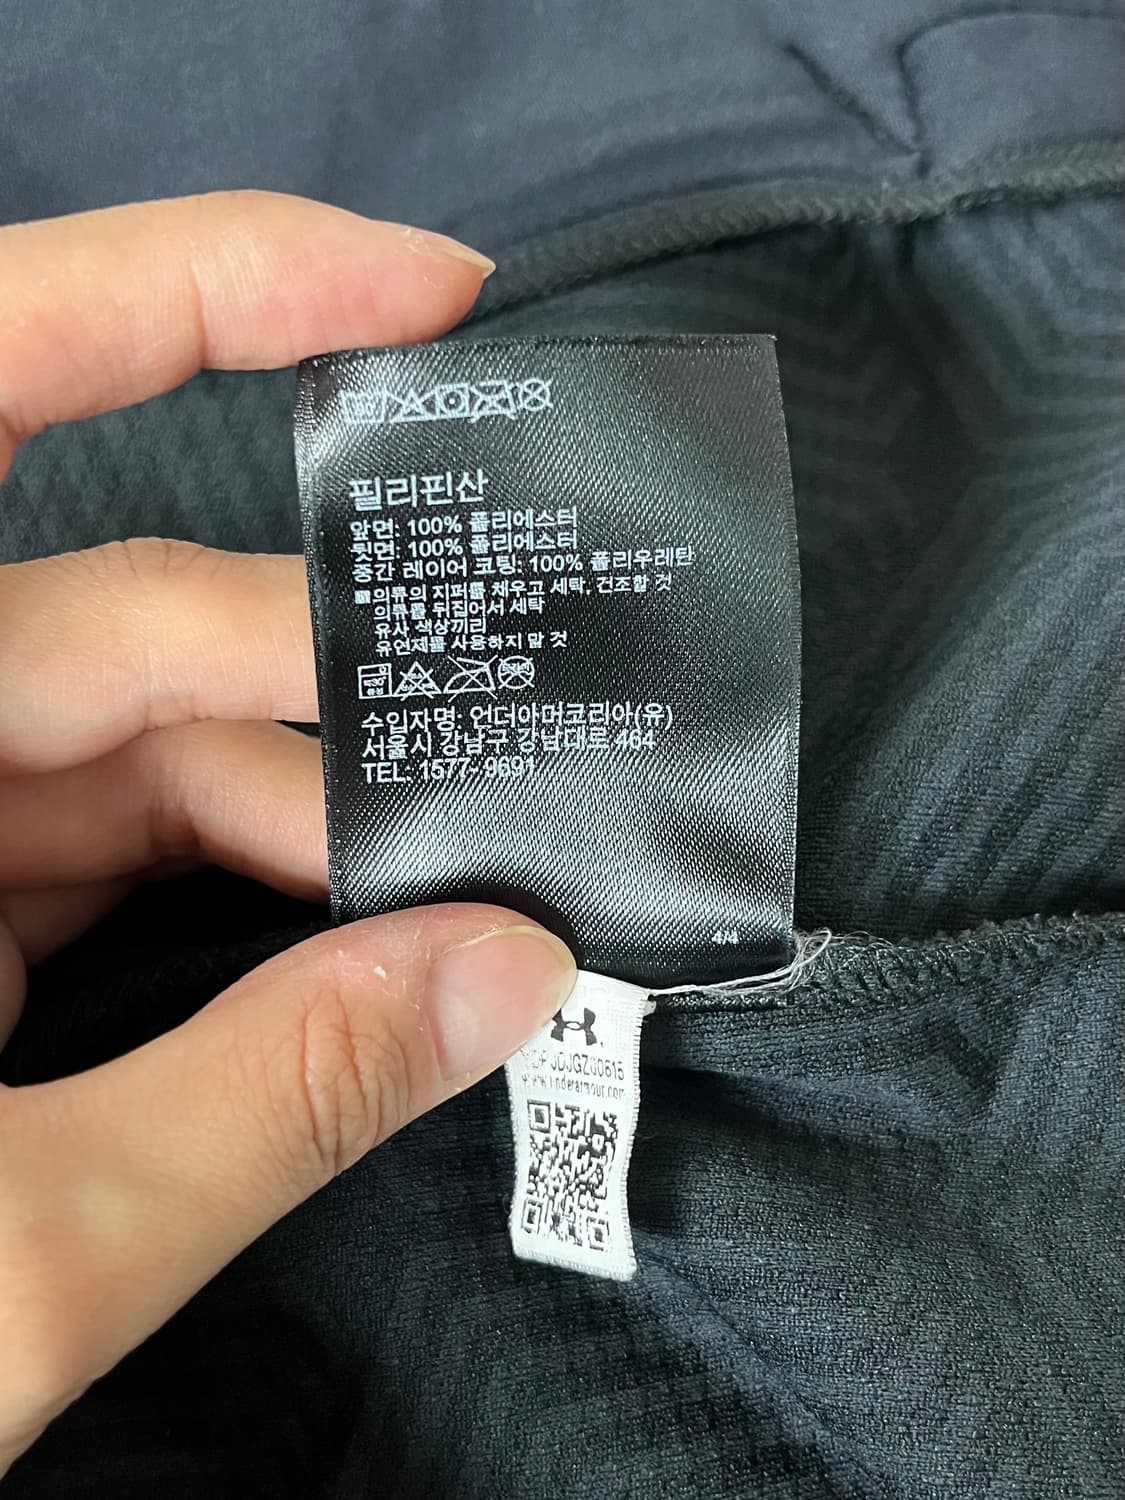 필리핀산
앞면: 100% 폴리에스터
뒷면: 100% 폴리에스터
중간 레이어 코팅: 100% 폴리우레탄
의류의 지퍼를 채우고 세탁, 건조할 것
의류를 뒤집어서 세탁
유사 색상끼리
유연제를 사용하지 말 것
수입자명: 언더아머코리아(유)
서울시 강남구 강남대로 464
TEL: 1577-9691
4/4
www.underarmour.com